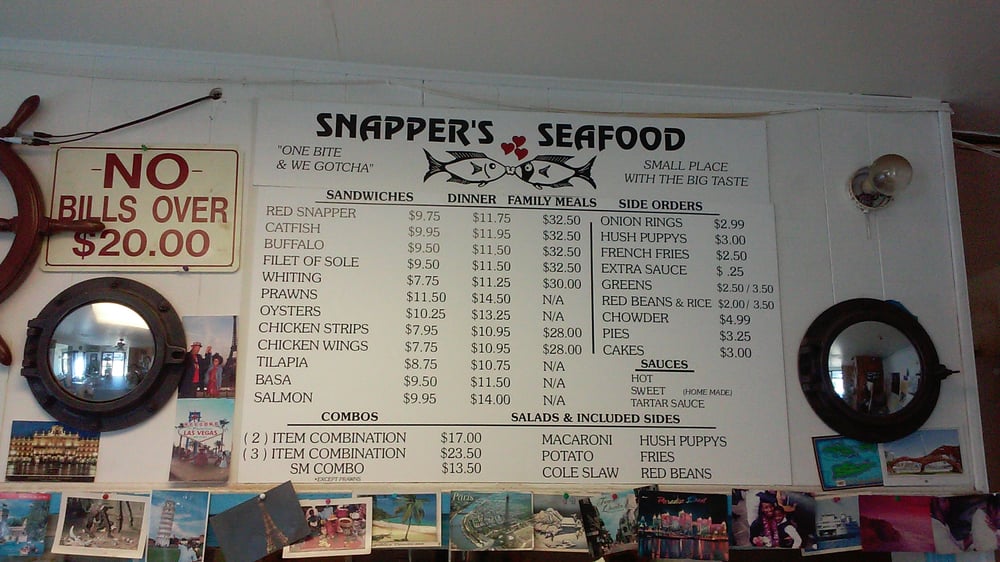 -NO-
BILLS OVER
$20.00
SNAPPER'S SEAFOOD
"ONE BITE
& WE GOTCHA"
SMALL PLACE
WITH THE BIG TASTE
SANDWICHES DINNER FAMILY MEALS
RED SNAPPER $9.75 $11.75 $32.50
CATFISH $9.95 $11.95 $32.50
BUFFALO $9.50 $11.50 $32.50
FILET OF SOLE $9.50 $11.50 $32.50
WHITING $7.75 $11.25 $30.00
PRAWNS $11.50 $14.50 N/A
OYSTERS $10.25 $13.25 N/A
CHICKEN STRIPS $7.95 $10.95 $28.00
CHICKEN WINGS $7.75 $10.95 $28.00
TILAPIA $8.75 $10.75 N/A
BASA $9.50 $11.50 N/A
SALMON $9.95 $14.00 N/A
SIDE ORDERS
ONION RINGS $2.99
HUSH PUPPYS $3.00
FRENCH FRIES $2.50
EXTRA SAUCE $ .25
GREENS $2.50 / 3.50
RED BEANS & RICE $2.00 / 3.50
CHOWDER $4.99
PIES $3.25
CAKES $3.00
SAUCES
HOT
SWEET (HOME MADE)
TARTAR SAUCE
COMBOS
( 2 ) ITEM COMBINATION $17.00
( 3 ) ITEM COMBINATION $23.50
SM COMBO $13.50
*EXCEPT PRAWNS
SALADS & INCLUDED SIDES
MACARONI HUSH PUPPYS
POTATO FRIES
COLE SLAW RED BEANS
LAS VEGAS
Paris